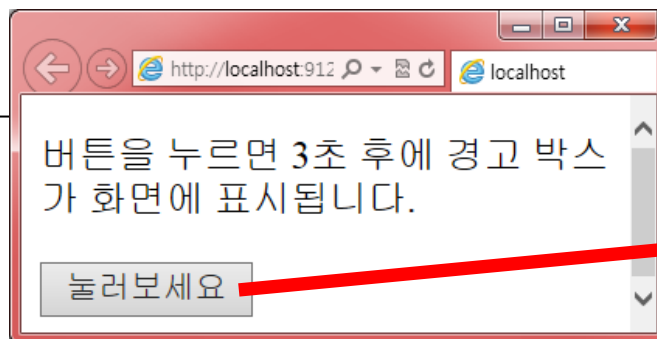 http://localhost:912
localhost
버튼을 누르면 3초 후에 경고 박스
가 화면에 표시됩니다.
눌러보세요